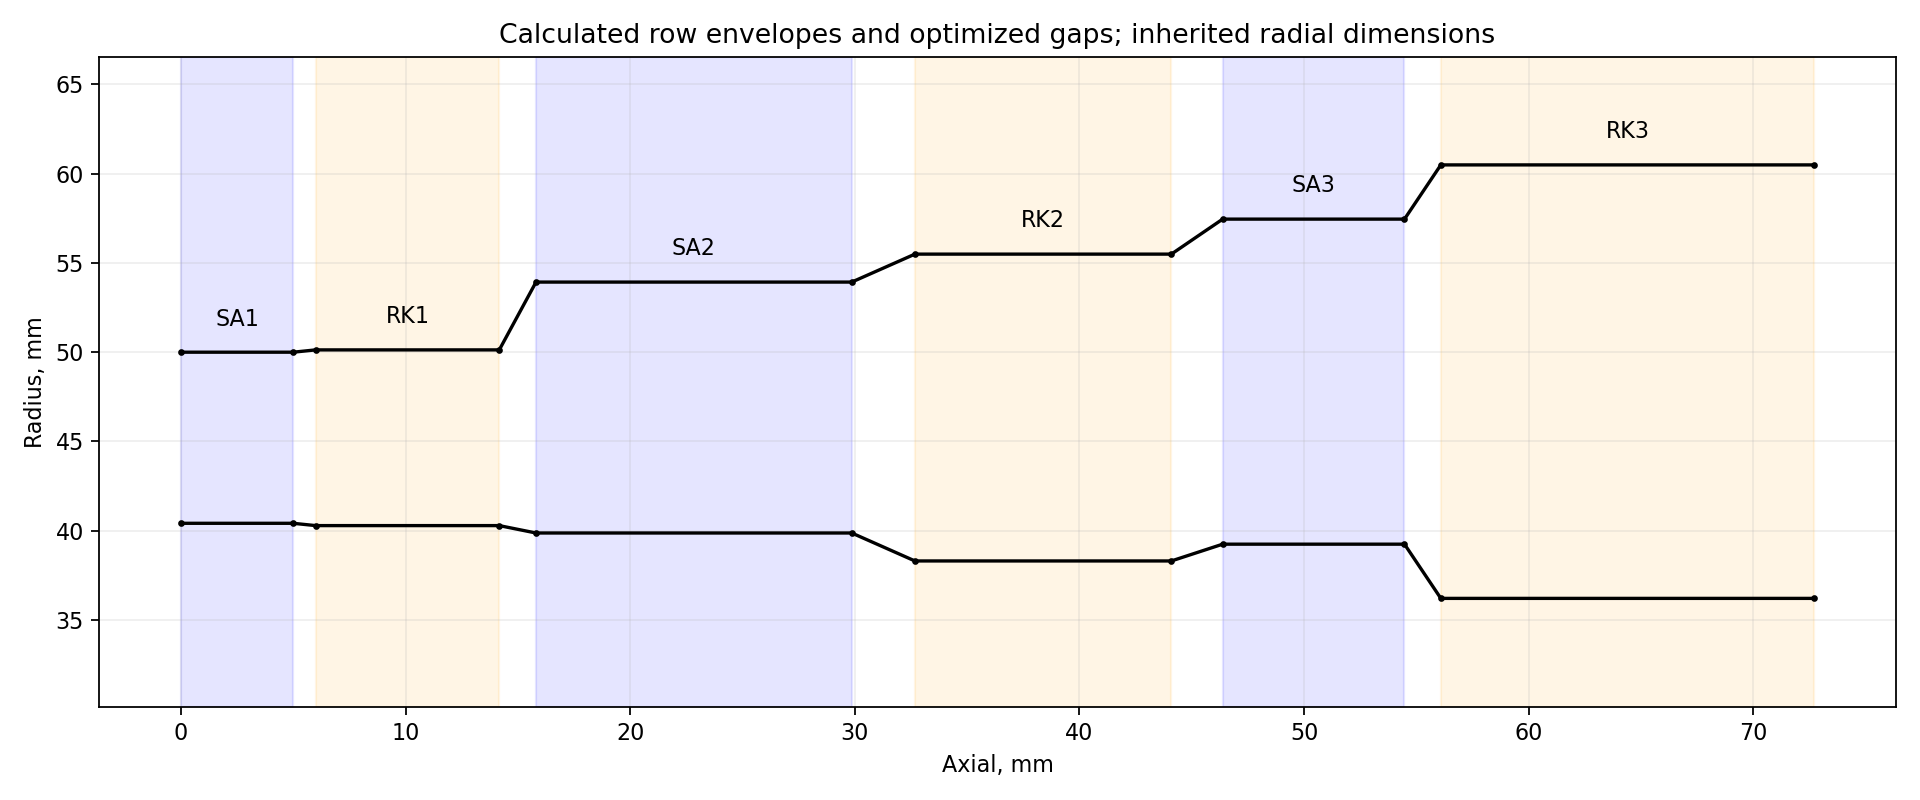 Calculated row envelopes and optimized gaps; inherited radial dimensions
65
60
55
50
45
40
35
Radius, mm
SA1
RK1
SA2
RK2
SA3
RK3
0 10 20 30 40 50 60 70
Axial, mm